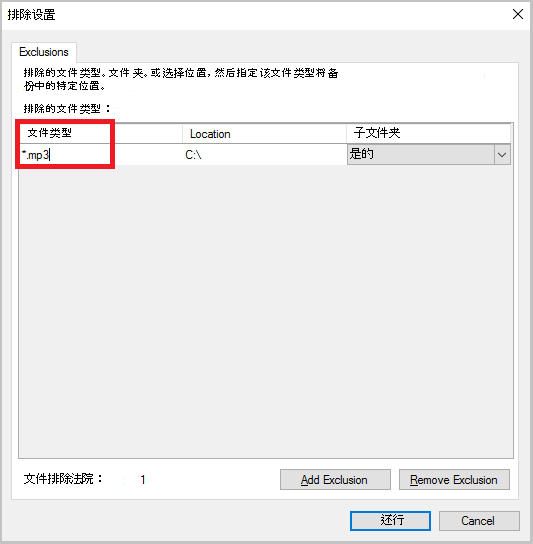 排除设置
Exclusions
排除的文件类型。文件 夹。或选择位置，然后指定该文件类型将备
份中的特定位置。
排除的文件类型：
文件类型 Location 子文件夹
*.mp3 C:\ 是的
文件排除法院： 1 Add Exclusion Remove Exclusion
还行 Cancel